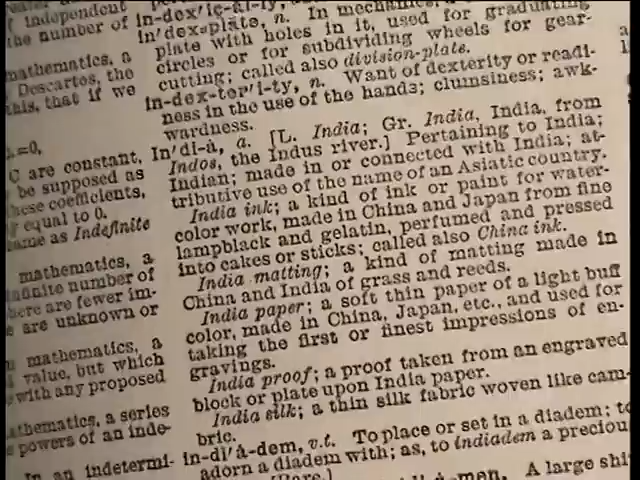 independent
the number of
mathematics, a
Descartes, the
this, that if we
=0,
C are constant,
be supposed as
these coefficients,
equal to 0.
same as Indefinite
mathematics, a
number of
are fewer im-
are unknown or
mathematics, a
value, but which
with any proposed
mathematics, a series
powers of an inde-
In an indetermi-
in-dex'ic-al-ly,
in'dex=plate, n. In mechanics,
plate with holes in it, used for graduating
circles or for subdividing wheels for gear-
cutting; called also division-plate.
in-dex-ter'i-ty, n. Want of dexterity or readi-
ness in the use of the hands; clumsiness; awk-
wardness.
In'di-à, a. [L. India; Gr. India, India, from
Indos, the Indus river.] Pertaining to India;
Indian; made in or connected with India; at-
tributive use of the name of an Asiatic country.
India ink; a kind of ink or paint for water-
color work, made in China and Japan from fine
lampblack and gelatin, perfumed and pressed
into cakes or sticks; called also China ink.
India matting; a kind of matting made in
China and India of grass and reeds.
India paper; a soft thin paper of a light buff
color, made in China, Japan, etc., and used for
taking the first or finest impressions of en-
gravings.
India proof; a proof taken from an engraved
block or plate upon India paper.
India silk; a thin silk fabric woven like cam-
bric.
in-dī'à-dem, v.t. To place or set in a diadem; to
adorn a diadem with; as, to indiadem a precious
A large